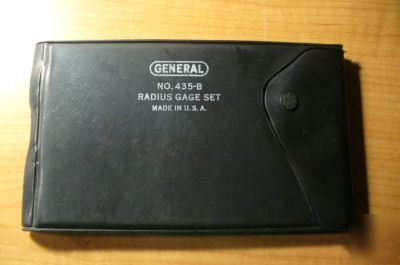 GENERAL
NO. 435-B
RADIUS GAGE SET
MADE IN U.S.A.